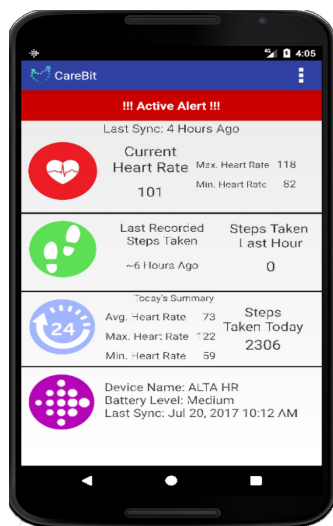 4G 4:05
CareBit
!!! Active Alert !!!
Last Sync: 4 Hours Ago
Current
Heart Rate
101
Max. Heart Rate 118
Min. Heart Rate 82
Last Recorded
Steps Taken
~6 Hours Ago
Steps Taken
Last Hour
0
Today's Summary
24
Avg. Heart Rate 73
Max. Heart Rate 122
Min. Heart Rate 59
Steps
Taken Today
2306
Device Name: ALTA HR
Battery Level: Medium
Last Sync: Jul 20, 2017 10:12 AM